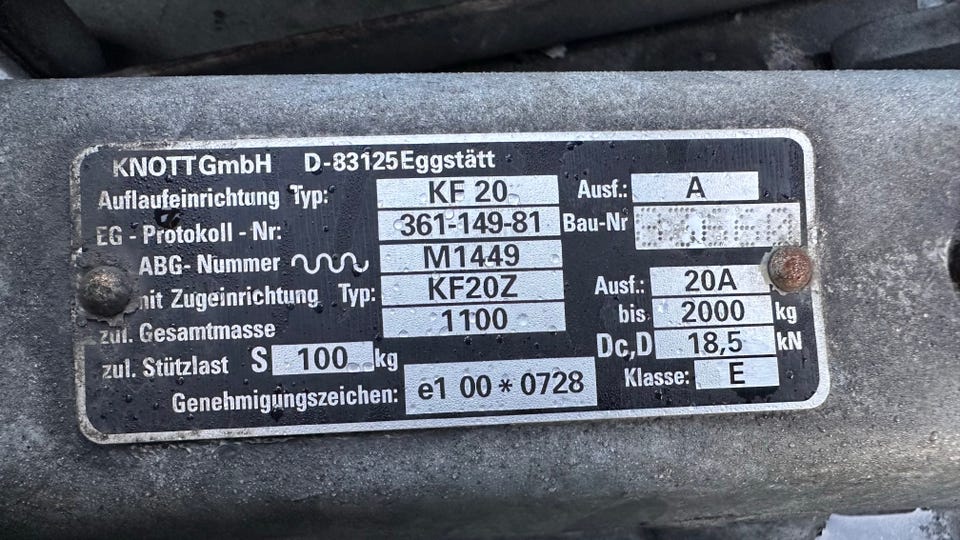 KNOTT GmbH D-83125 Eggstätt
Auflaufeinrichtung Typ: KF 20 Ausf.: A
EG - Protokoll - Nr: 361-149-81 Bau-Nr
ABG- Nummer M1449
mit Zugeinrichtung Typ: KF20Z Ausf.: 20A
zul. Gesamtmasse 1100 bis 2000 kg
zul. Stützlast S 100 kg Dc,D 18,5 kN
Klasse: E
Genehmigungszeichen: e1 00 * 0728